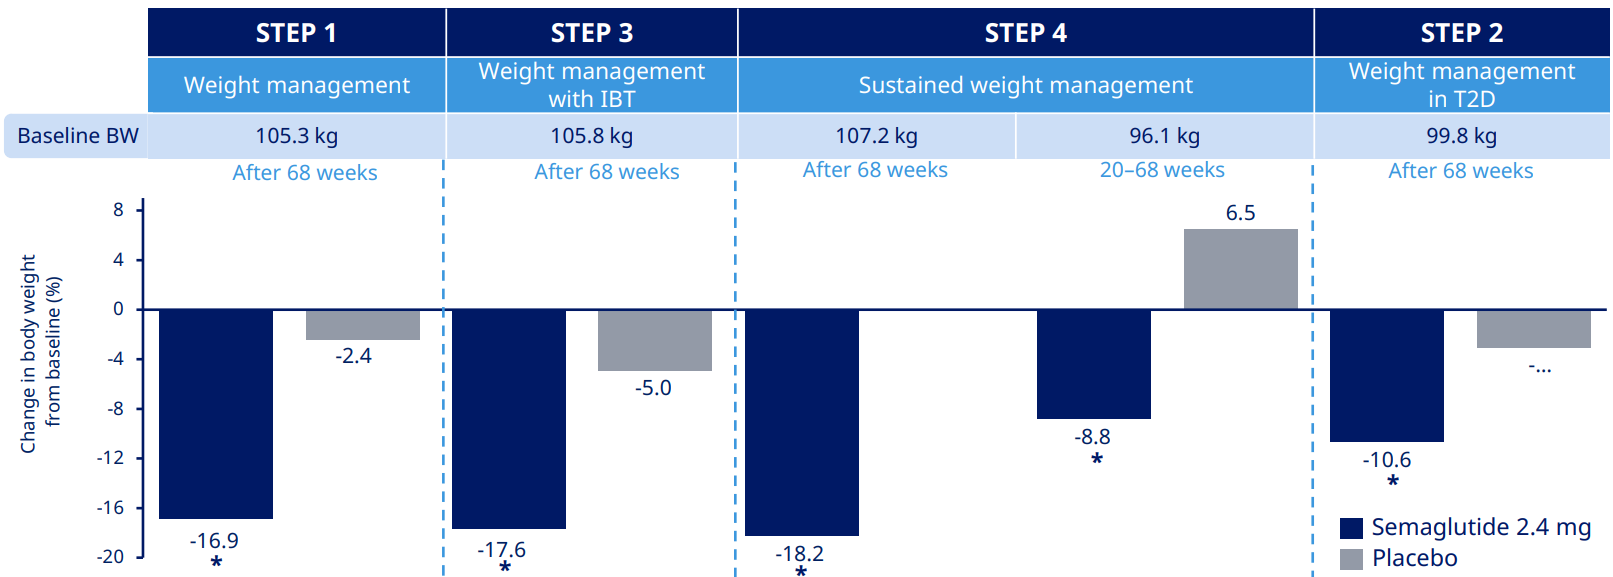 STEP 1
STEP 3
STEP 4
STEP 2
Weight management
Weight management
with IBT
Sustained weight management
Weight management
in T2D
Baseline BW
105.3 kg
105.8 kg
107.2 kg
96.1 kg
99.8 kg
After 68 weeks
After 68 weeks
After 68 weeks
20–68 weeks
After 68 weeks
Change in body weight
from baseline (%)
8
4
0
-4
-8
-12
-16
-20
-16.9
*
-2.4
-17.6
*
-5.0
-18.2
*
-8.8
*
6.5
-10.6
*
-...
Semaglutide 2.4 mg
Placebo